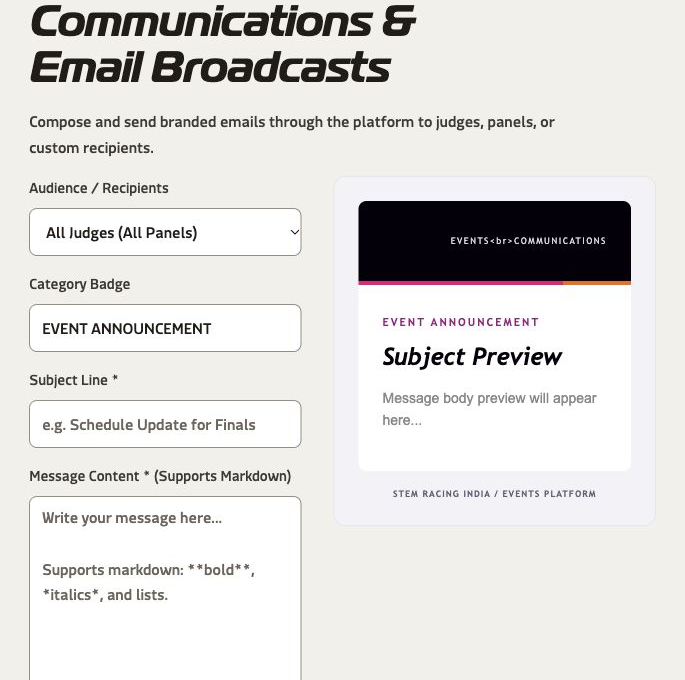 Communications &
Email Broadcasts
Compose and send branded emails through the platform to judges, panels, or
custom recipients.
Audience / Recipients
All Judges (All Panels)
Category Badge
EVENT ANNOUNCEMENT
Subject Line *
e.g. Schedule Update for Finals
Message Content * (Supports Markdown)
Write your message here...
Supports markdown: **bold**,
*italics*, and lists.
EVENTS<br>COMMUNICATIONS
EVENT ANNOUNCEMENT
Subject Preview
Message body preview will appear
here...
STEM RACING INDIA / EVENTS PLATFORM